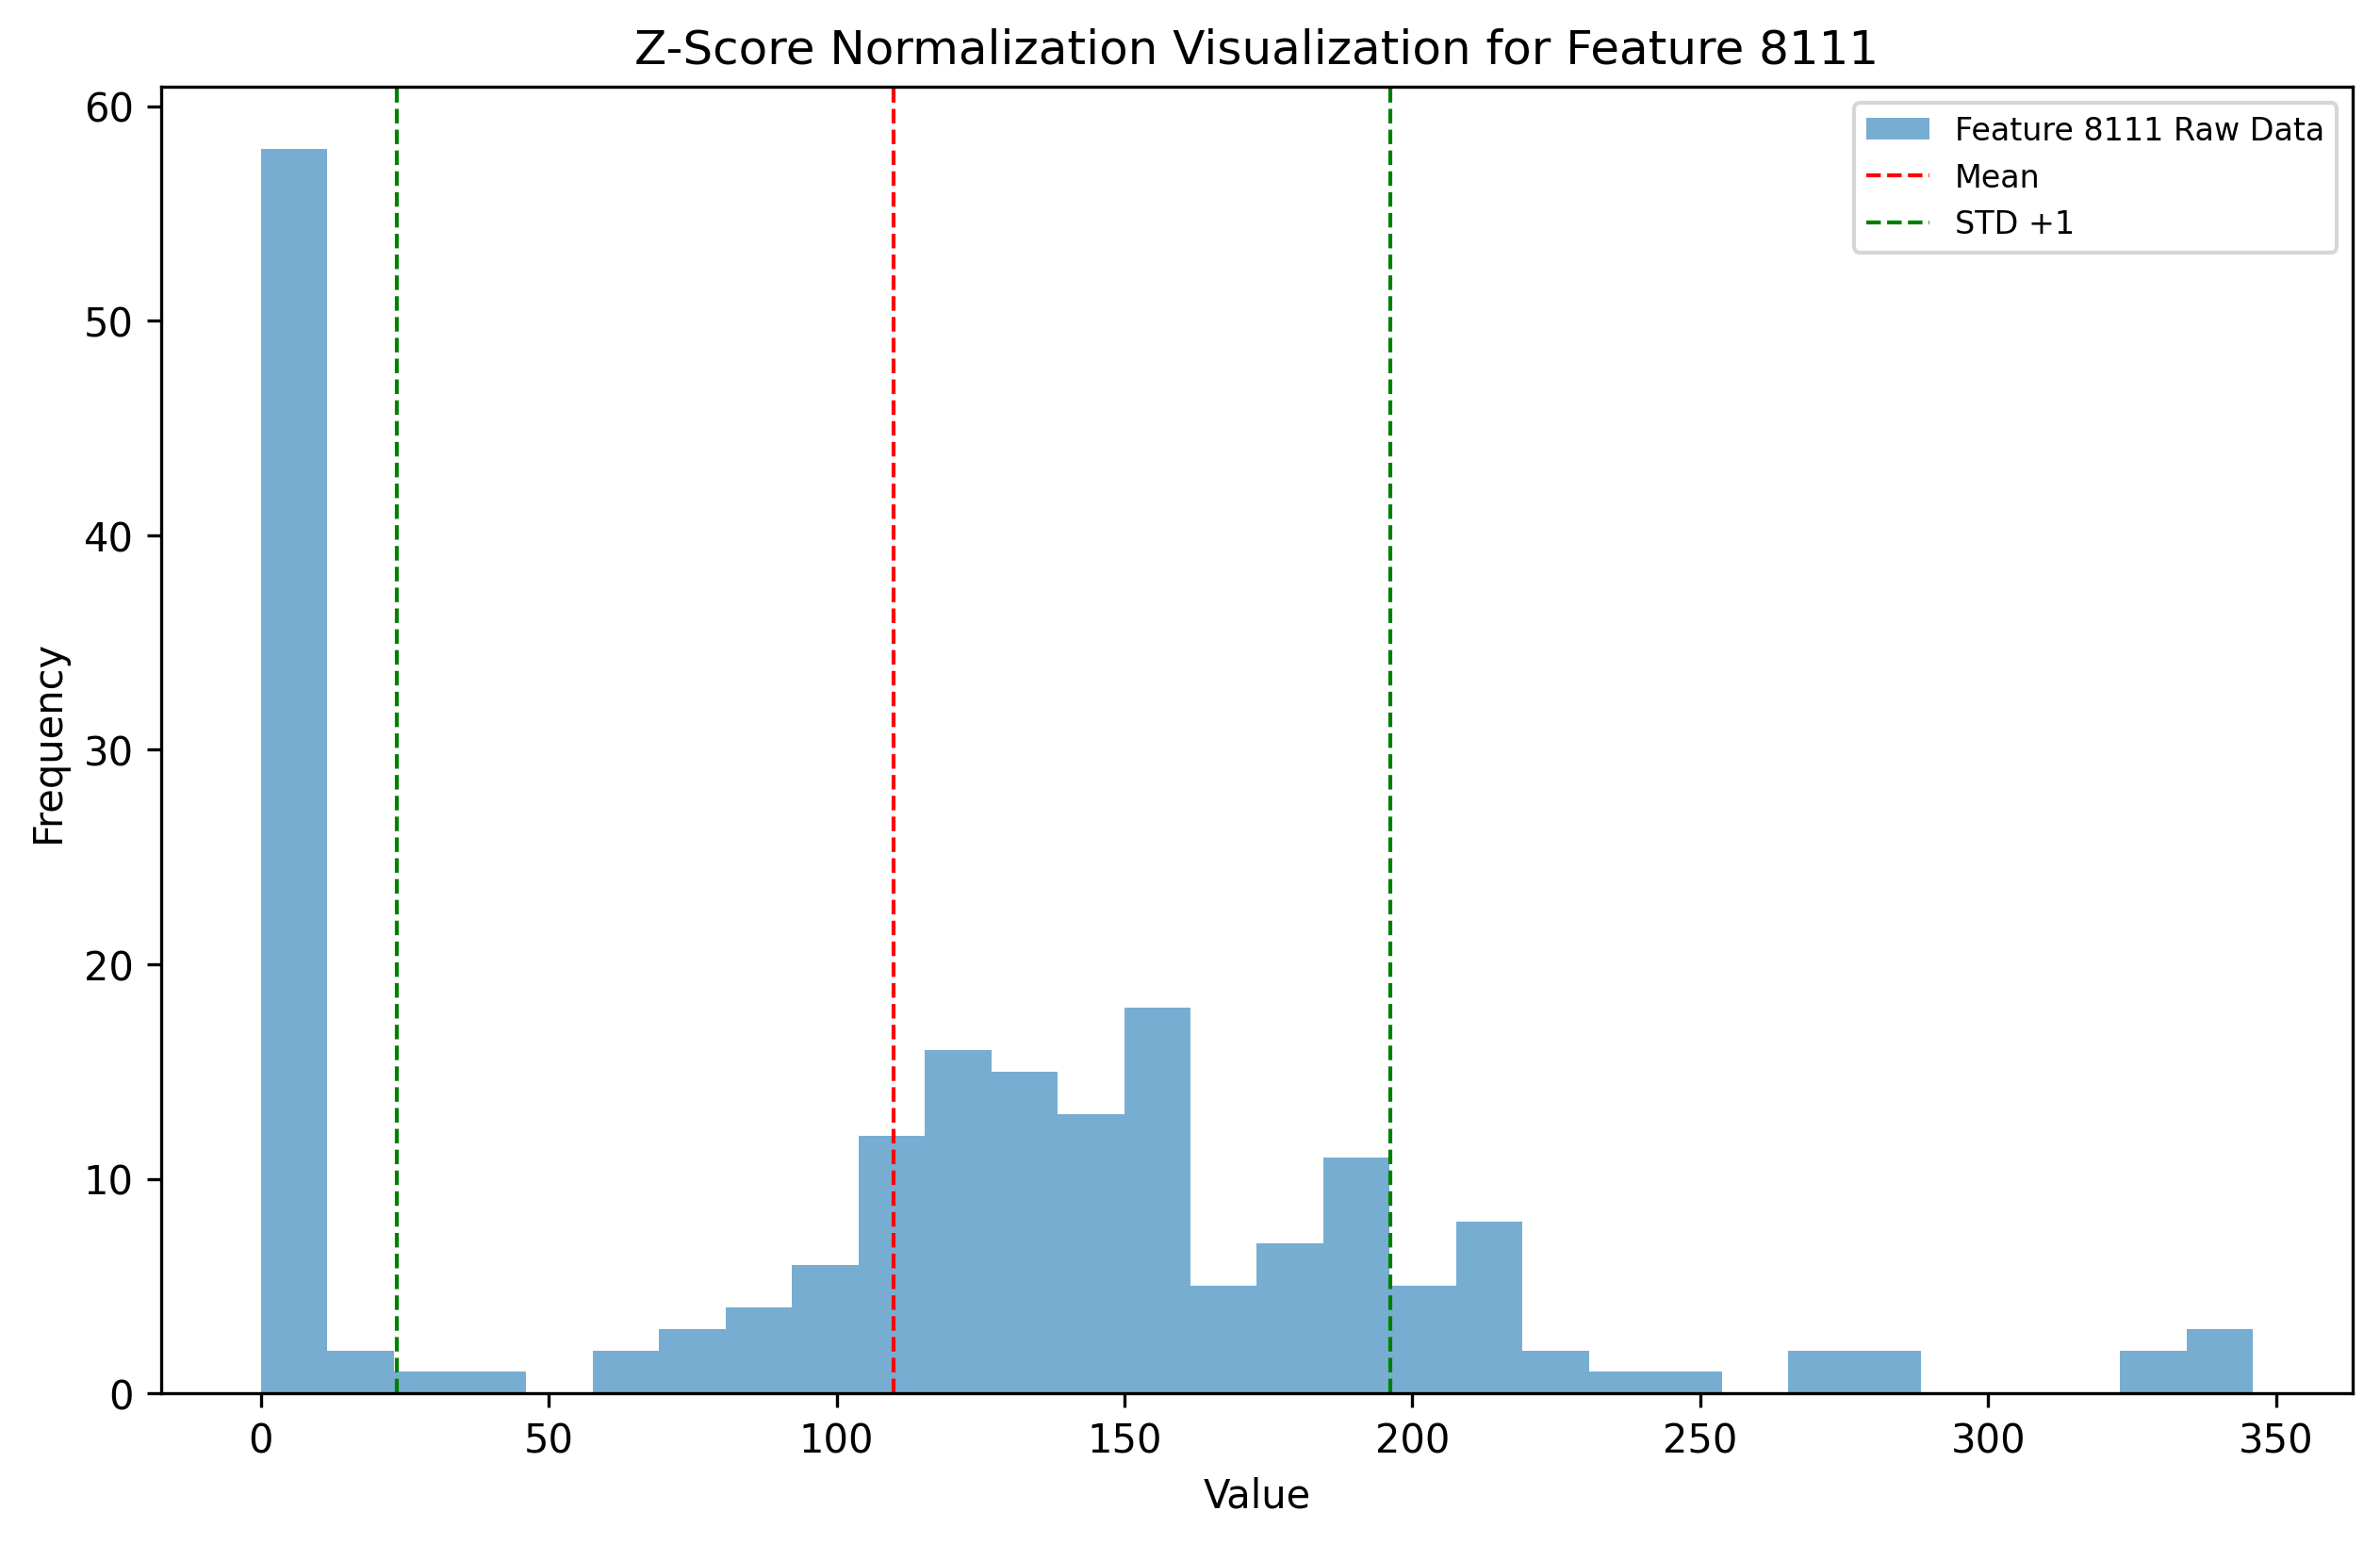 Z-Score Normalization Visualization for Feature 8111
Feature 8111 Raw Data
Mean
STD +1
60
50
40
30
20
10
0
Frequency
0 50 100 150 200 250 300 350
Value